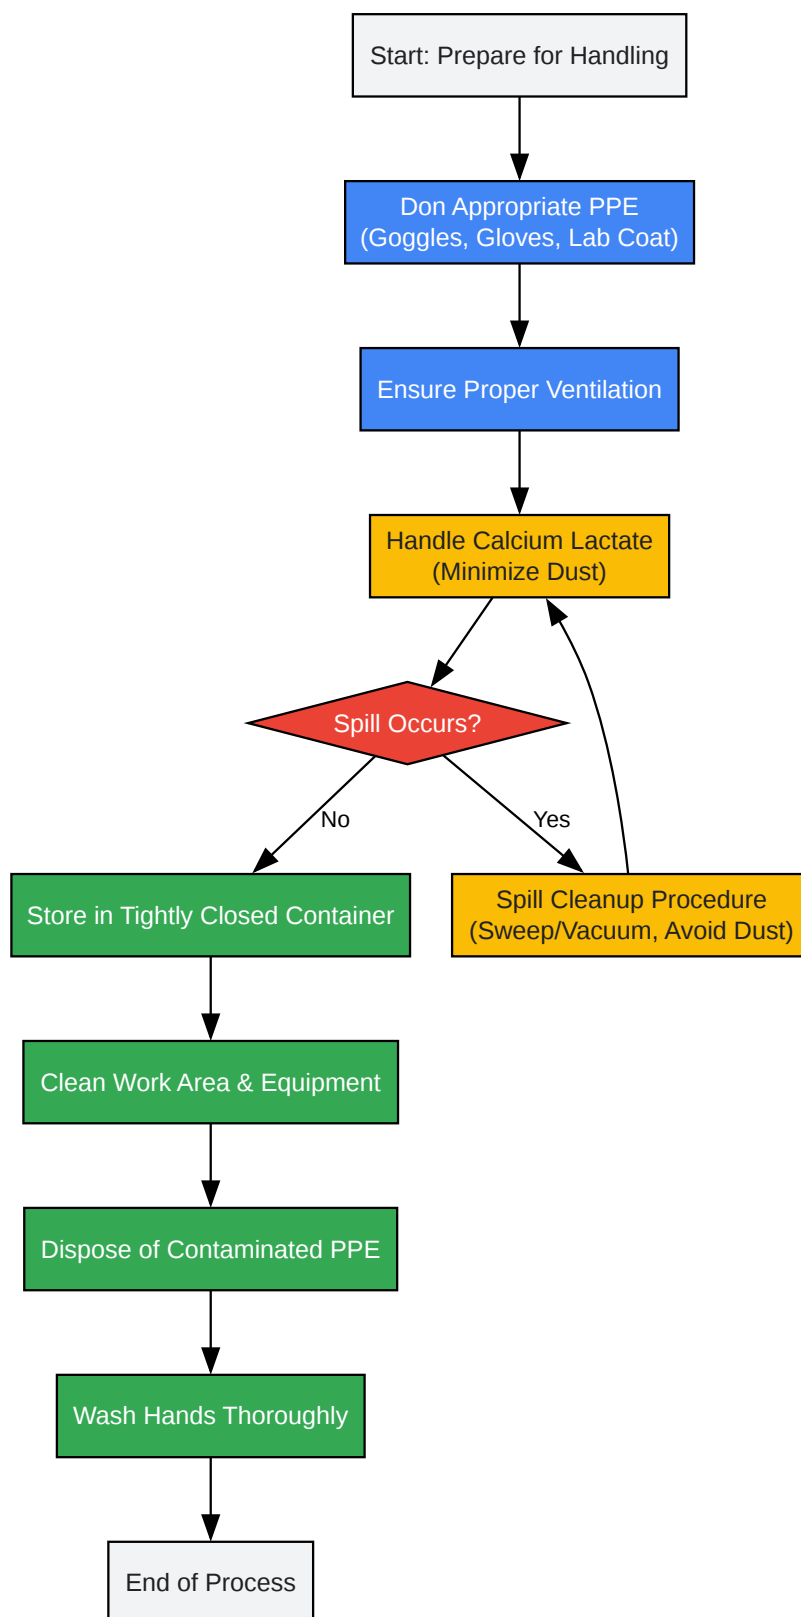 Start: Prepare for Handling
Don Appropriate PPE
(Goggles, Gloves, Lab Coat)
Ensure Proper Ventilation
Handle Calcium Lactate
(Minimize Dust)
Spill Occurs?
No
Yes
Store in Tightly Closed Container
Spill Cleanup Procedure
(Sweep/Vacuum, Avoid Dust)
Clean Work Area & Equipment
Dispose of Contaminated PPE
Wash Hands Thoroughly
End of Process